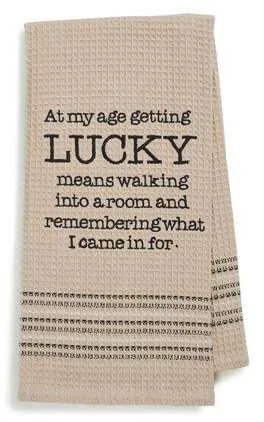 At my age getting
LUCKY
means walking
into a room and
remembering what
I came in for.